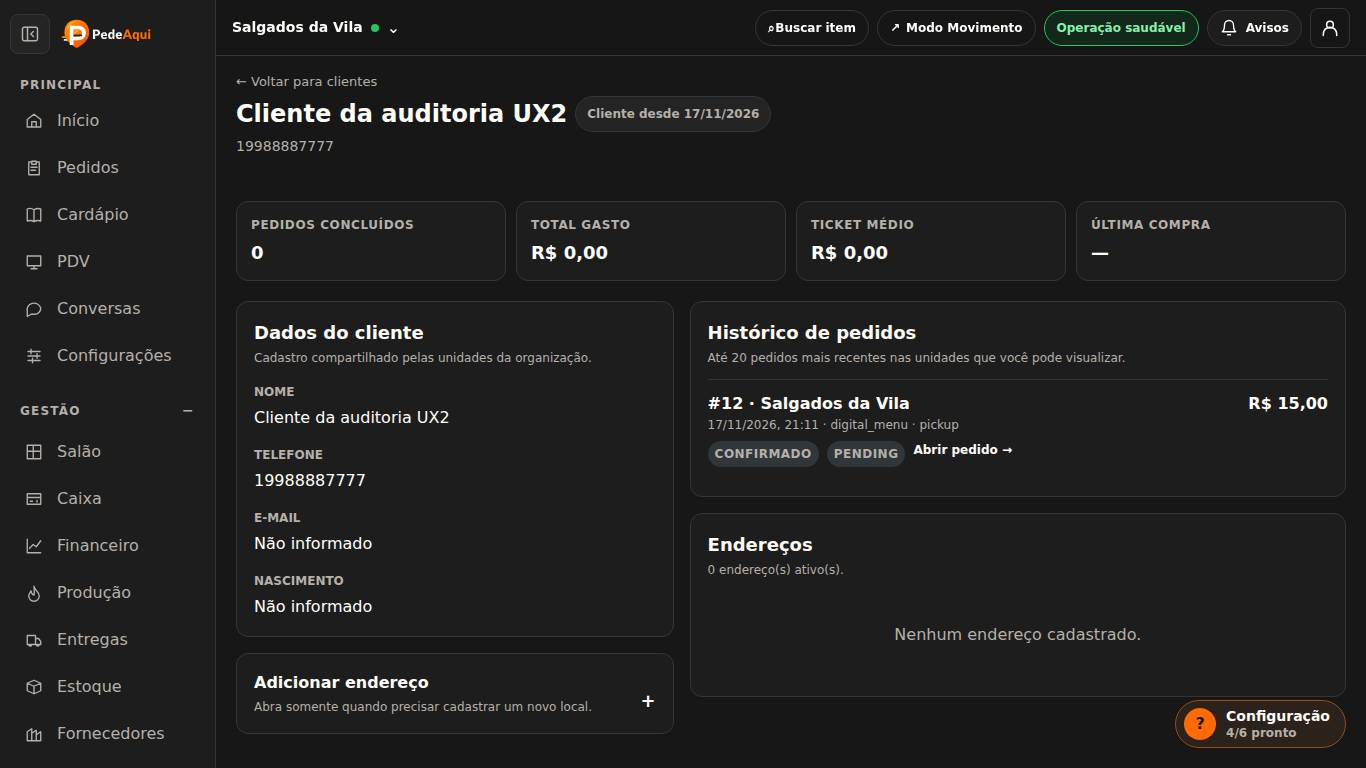 PedeAqui
PRINCIPAL
Início
Pedidos
Cardápio
PDV
Conversas
Configurações
GESTÃO −
Salão
Caixa
Financeiro
Produção
Entregas
Estoque
Fornecedores
Salgados da Vila
Buscar item
↗ Modo Movimento
Operação saudável
Avisos
← Voltar para clientes
Cliente da auditoria UX2 Cliente desde 17/11/2026
19988887777
PEDIDOS CONCLUÍDOS
0
TOTAL GASTO
R$ 0,00
TICKET MÉDIO
R$ 0,00
ÚLTIMA COMPRA
—
Dados do cliente
Cadastro compartilhado pelas unidades da organização.
NOME
Cliente da auditoria UX2
TELEFONE
19988887777
E-MAIL
Não informado
NASCIMENTO
Não informado
Adicionar endereço
Abra somente quando precisar cadastrar um novo local.
+
Histórico de pedidos
Até 20 pedidos mais recentes nas unidades que você pode visualizar.
#12 · Salgados da Vila R$ 15,00
17/11/2026, 21:11 · digital_menu · pickup
CONFIRMADO PENDING Abrir pedido →
Endereços
0 endereço(s) ativo(s).
Nenhum endereço cadastrado.
? Configuração
4/6 pronto